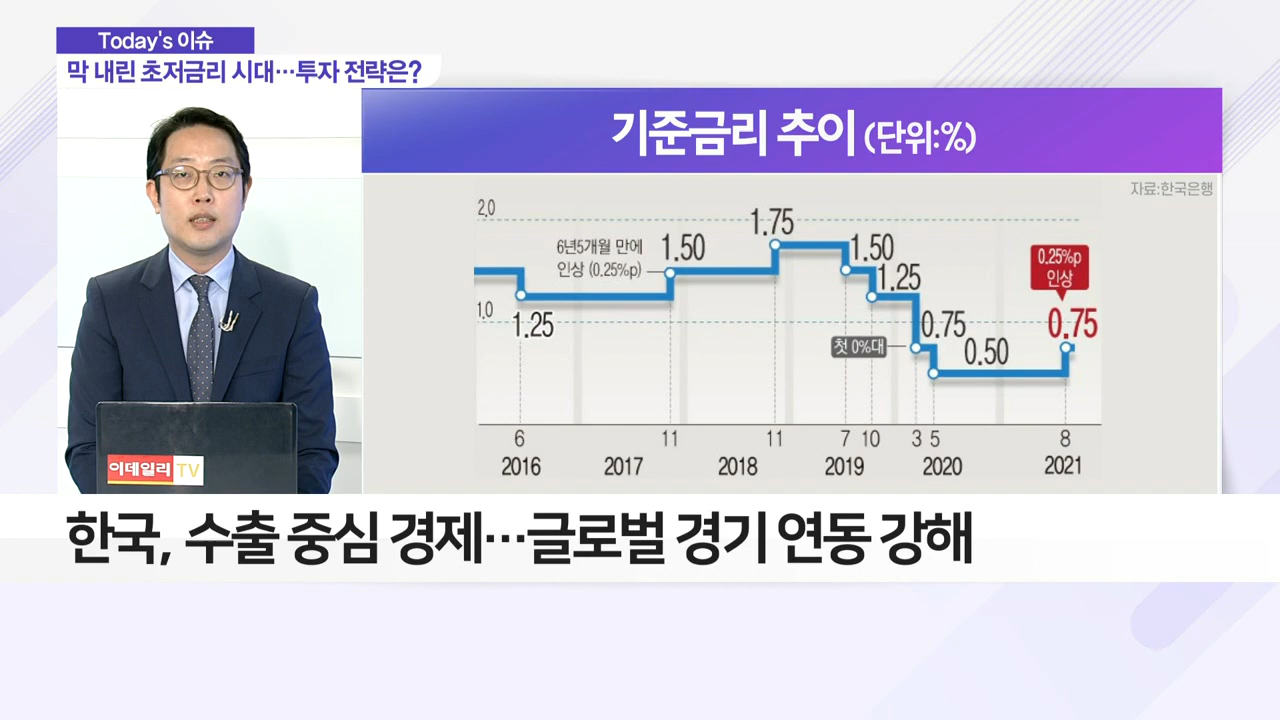 Today's 이슈
막 내린 초저금리 시대…투자 전략은?
기준금리 추이 (단위:%)
자료:한국은행
2.0
1.75
6년5개월 만에
인상 (0.25%p)
1.50
1.50
1.25
0.25%p
인상
1.0
1.25
0.75
0.75
첫 0%대
0.50
6 11 11 7 10 3 5 8
2016 2017 2018 2019 2020 2021
이데일리 TV
한국, 수출 중심 경제…글로벌 경기 연동 강해